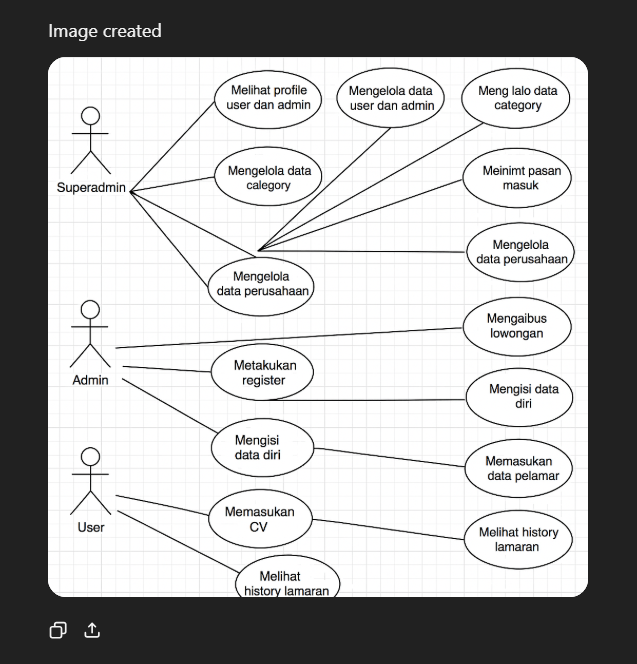 Image created
Melihat profile
user dan admin
Mengelola data
user dan admin
Meng lalo data
category
Superadmin
Mengelola data
calegory
Meinimt pasan
masuk
Mengelola
data perusahaan
Mengelola
data perusahaan
Admin
Mengaibus
lowongan
Metakukan
register
Mengisi data
diri
Mengisi
data diri
Memasukan
data pelamar
User
Memasukan
CV
Melihat history
lamaran
Melihat
history lamaran